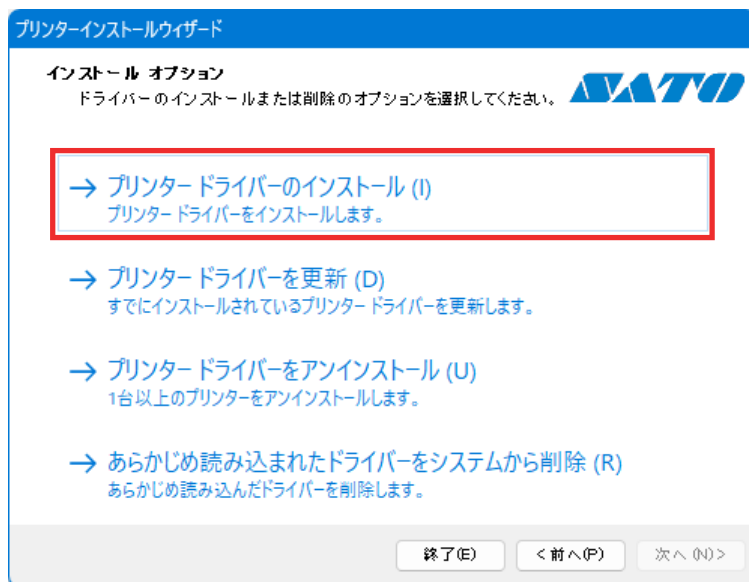 プリンターインストールウィザード
インストール オプション
ドライバーのインストールまたは削除のオプションを選択してください。
SATO
→ プリンタードライバーのインストール (I)
プリンタードライバーをインストールします。
→ プリンタードライバーを更新 (D)
すでにインストールされているプリンタードライバーを更新します。
→ プリンタードライバーをアンインストール (U)
1台以上のプリンターをアンインストールします。
→ あらかじめ読み込まれたドライバーをシステムから削除 (R)
あらかじめ読み込んだドライバーを削除します。
終了(E) <前へ(P) 次へ(N)>